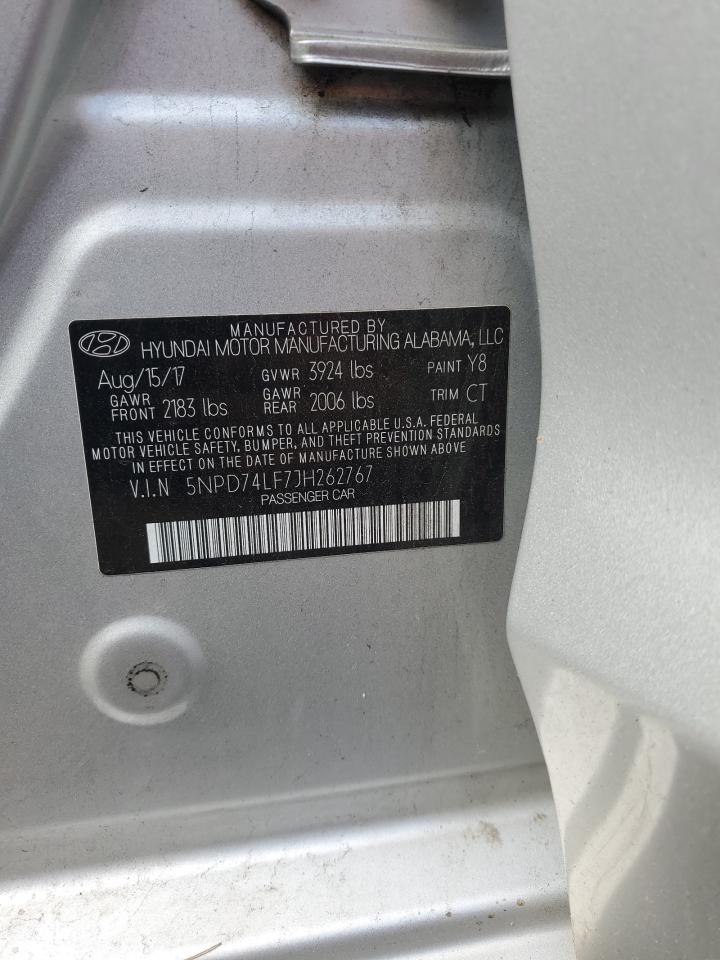 MANUFACTURED BY
HYUNDAI MOTOR MANUFACTURING ALABAMA, LLC
Aug/15/17 GVWR 3924 lbs PAINT Y8
GAWR FRONT 2183 lbs GAWR REAR 2006 lbs TRIM CT
THIS VEHICLE CONFORMS TO ALL APPLICABLE U.S.A. FEDERAL
MOTOR VEHICLE SAFETY, BUMPER, AND THEFT PREVENTION STANDARDS
IN EFFECT ON THE DATE OF MANUFACTURE SHOWN ABOVE
V.I.N 5NPD74LF7JH262767
PASSENGER CAR